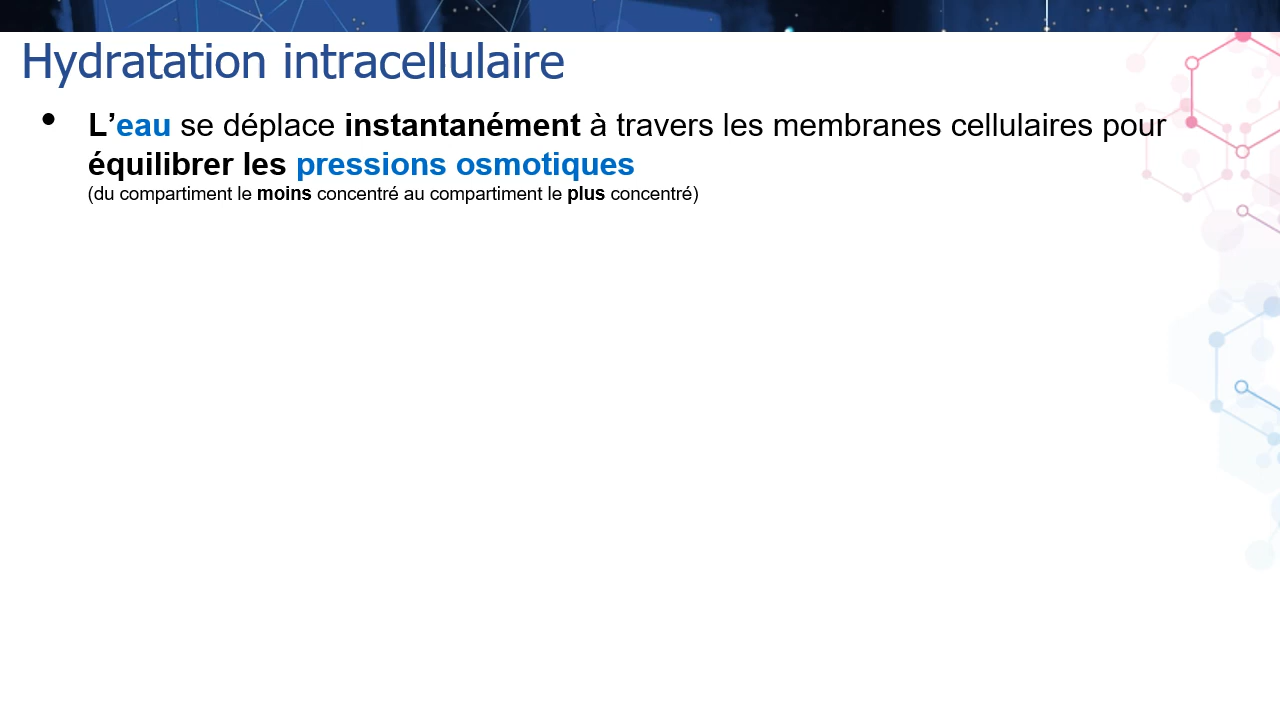 Hydratation intracellulaire
• L’eau se déplace instantanément à travers les membranes cellulaires pour
équilibrer les pressions osmotiques
(du compartiment le moins concentré au compartiment le plus concentré)